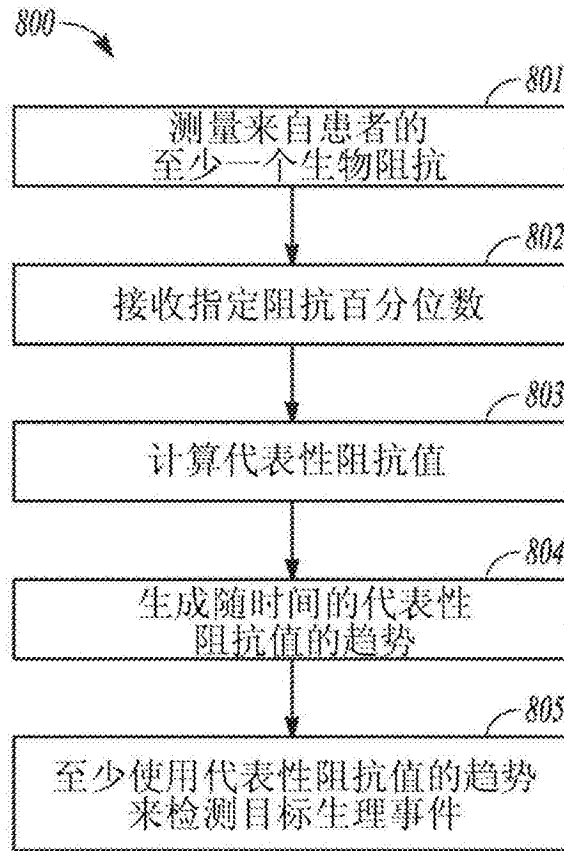 800
801
测量来自患者的
至少一个生物阻抗
802
接收指定阻抗百分位数
803
计算代表性阻抗值
804
生成随时间的代表性
阻抗值的趋势
805
至少使用代表性阻抗值的趋势
来检测目标生理事件